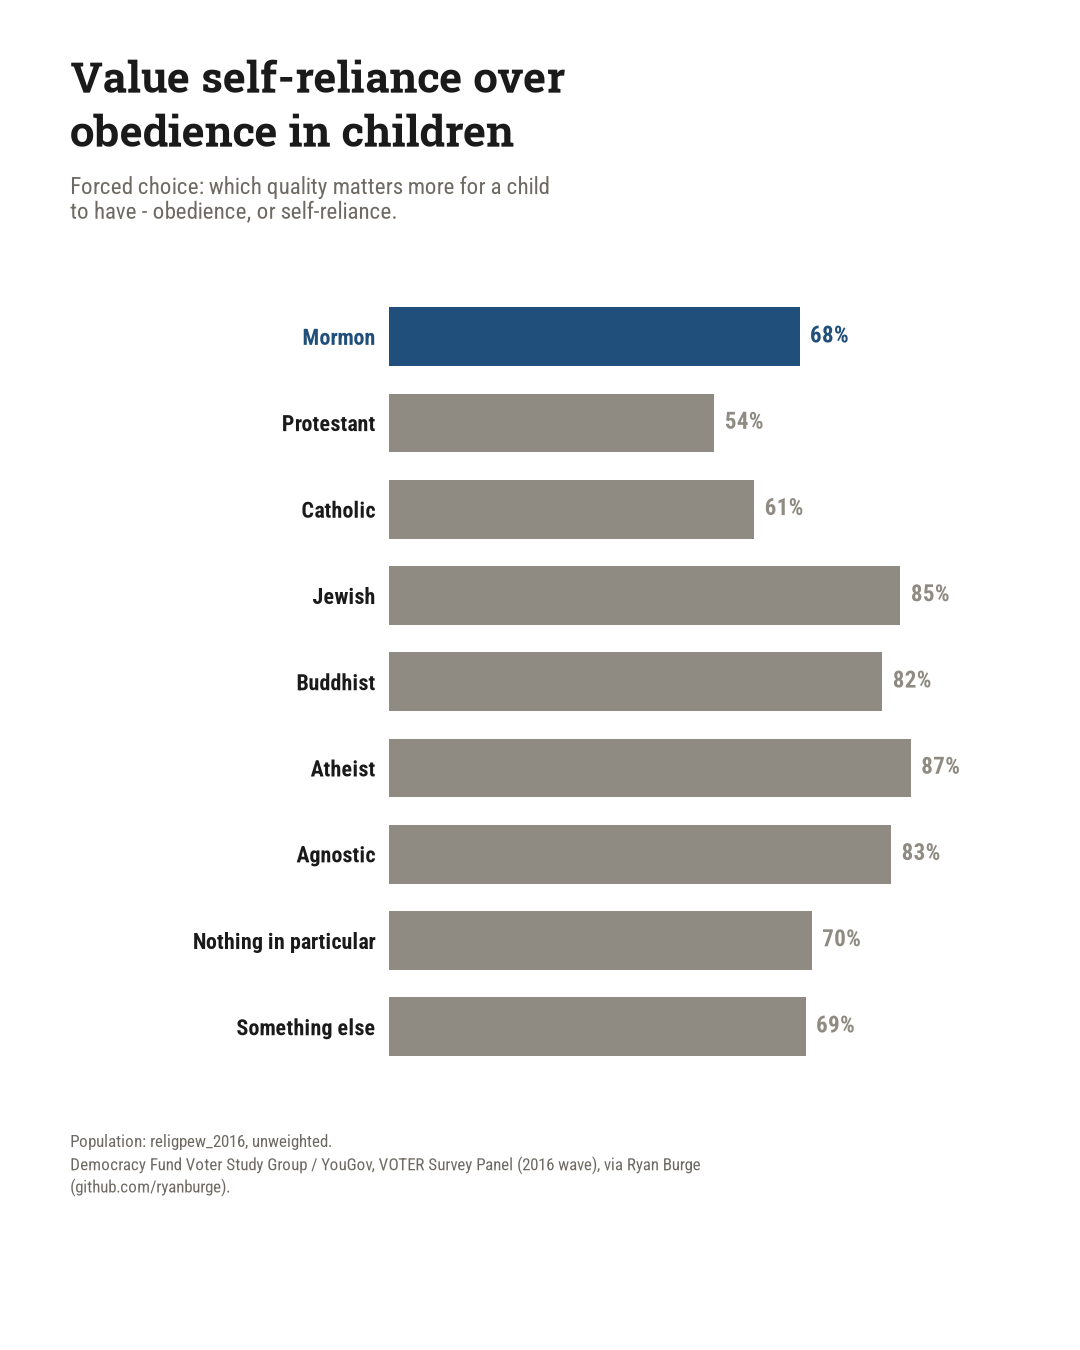 Value self-reliance over
obedience in children
Forced choice: which quality matters more for a child
to have - obedience, or self-reliance.
Mormon 68%
Protestant 54%
Catholic 61%
Jewish 85%
Buddhist 82%
Atheist 87%
Agnostic 83%
Nothing in particular 70%
Something else 69%
Population: religpew_2016, unweighted.
Democracy Fund Voter Study Group / YouGov, VOTER Survey Panel (2016 wave), via Ryan Burge
(github.com/ryanburge).